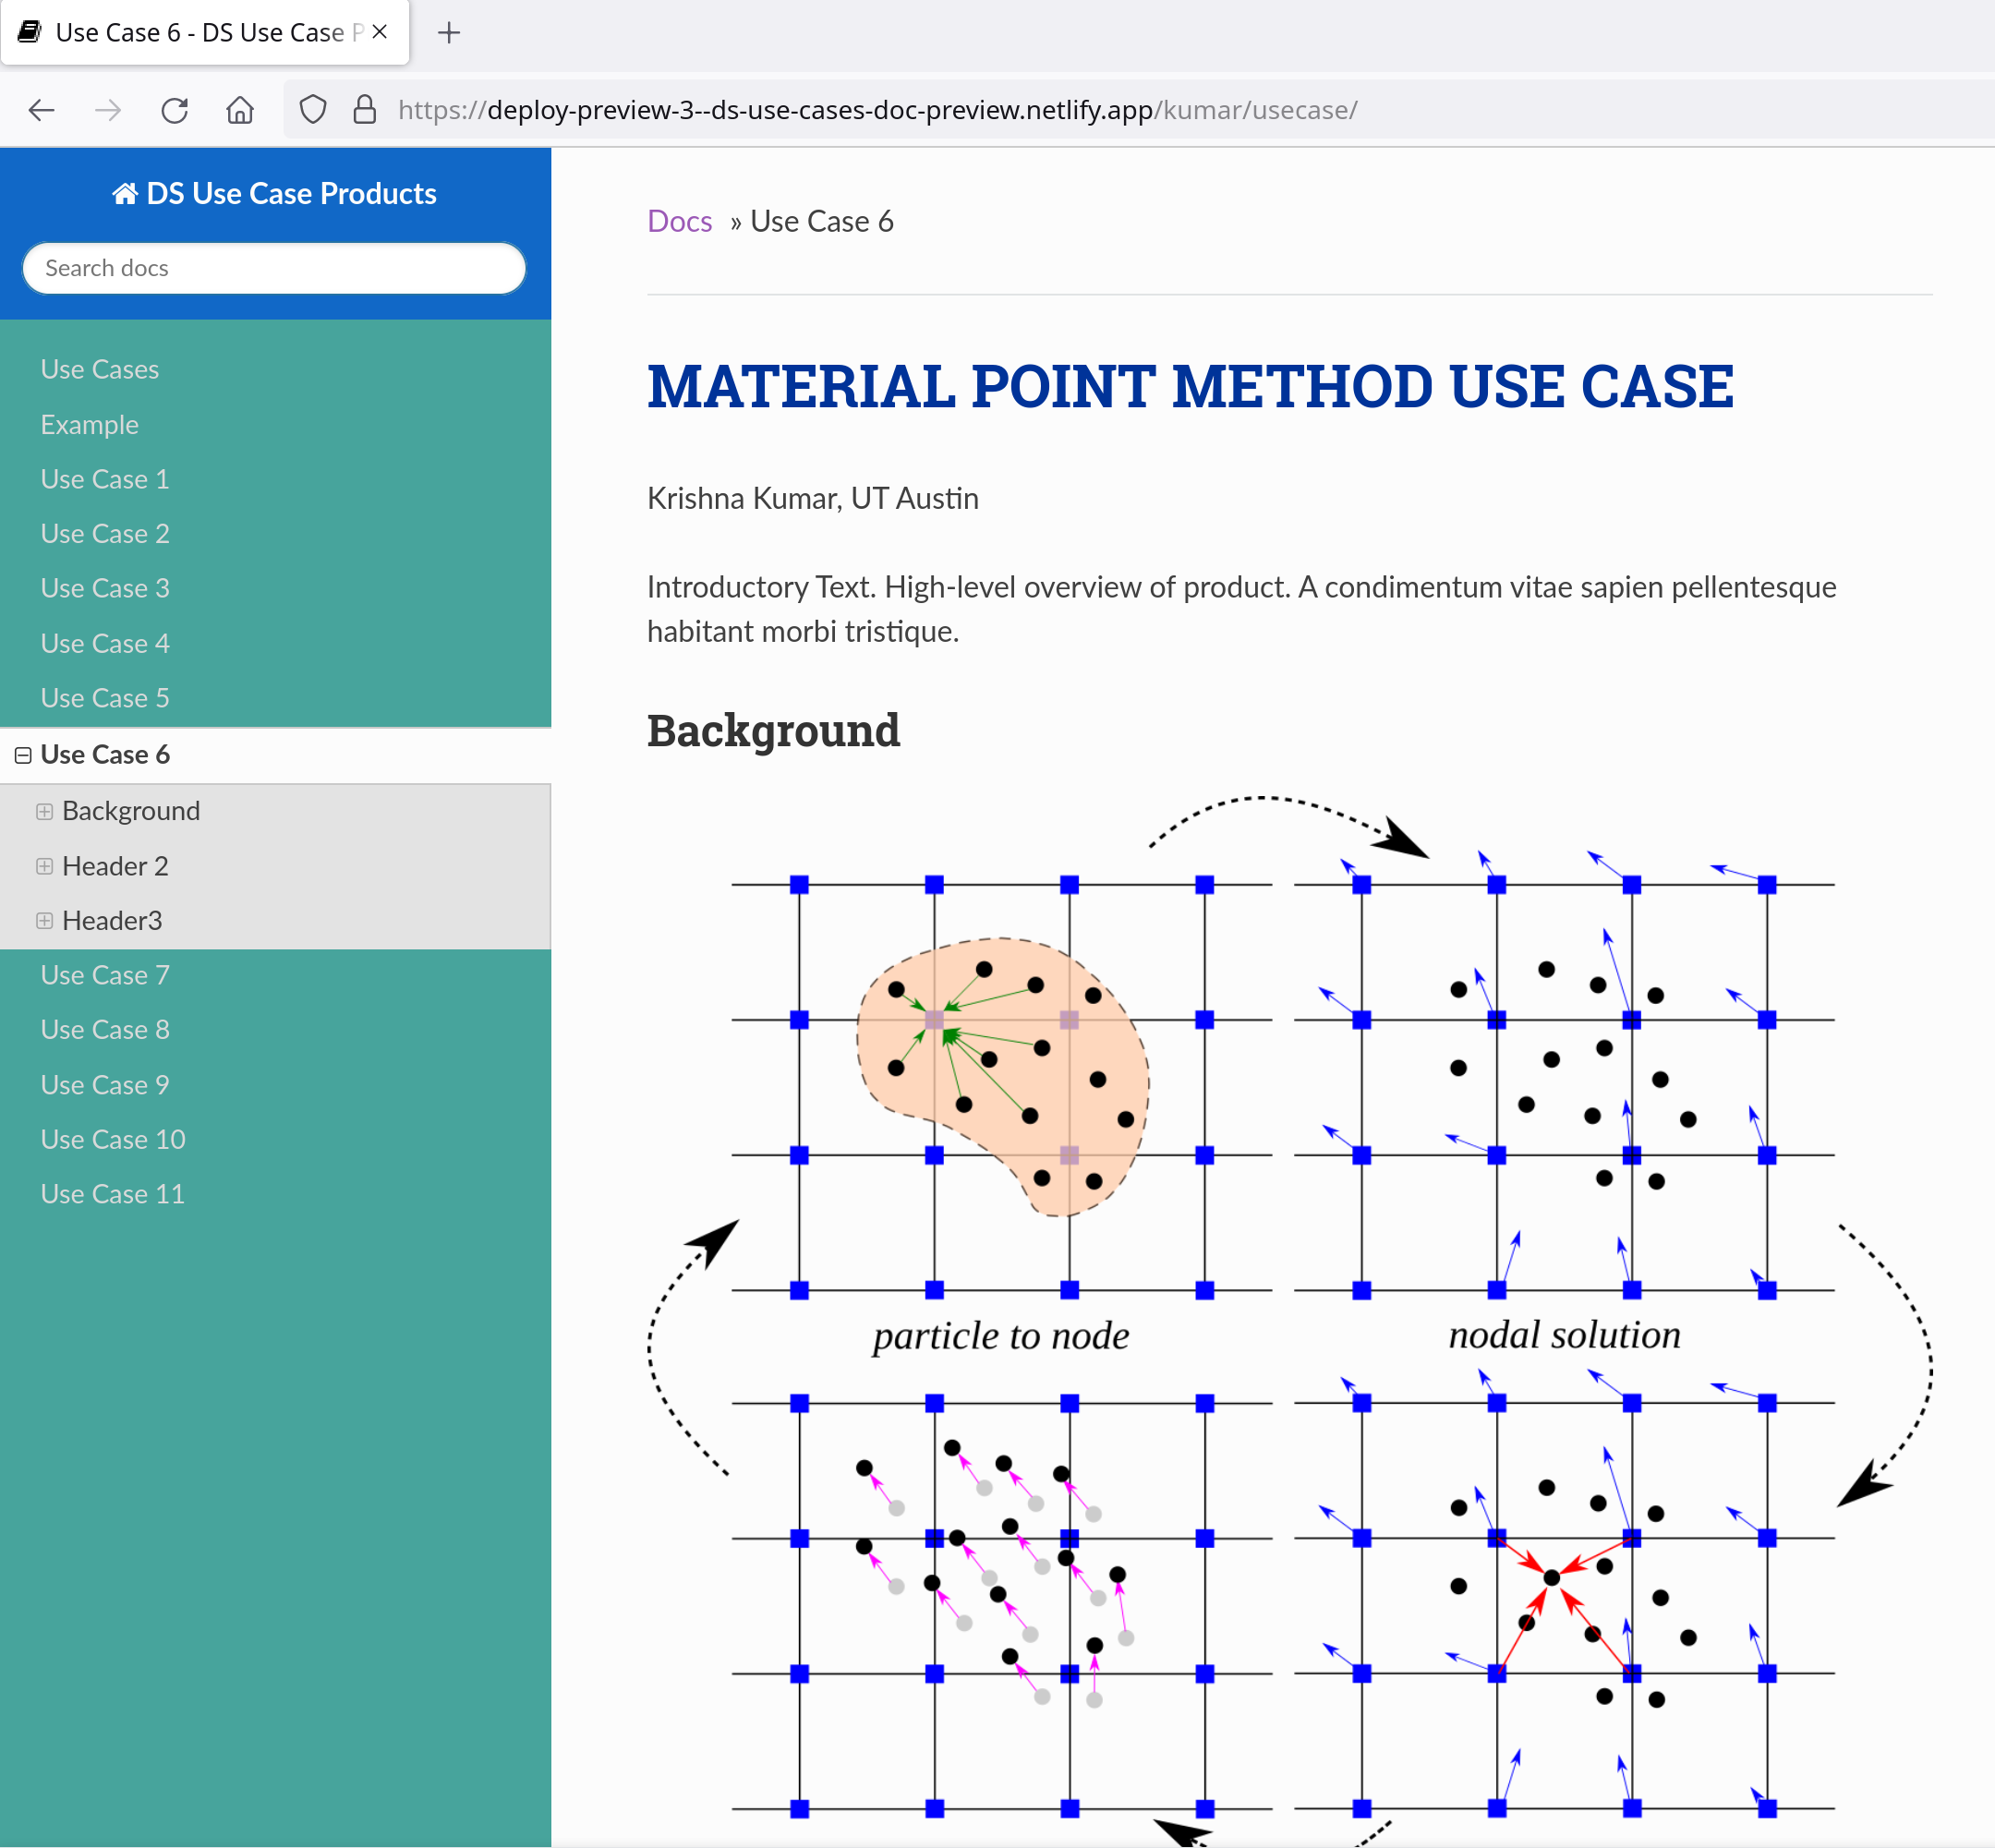 Use Case 6 - DS Use Case P
https://deploy-preview-3--ds-use-cases-doc-preview.netlify.app/kumar/usecase/
DS Use Case Products
Search docs
Use Cases
Example
Use Case 1
Use Case 2
Use Case 3
Use Case 4
Use Case 5
Use Case 6
Background
Header 2
Header3
Use Case 7
Use Case 8
Use Case 9
Use Case 10
Use Case 11
Docs » Use Case 6
MATERIAL POINT METHOD USE CASE
Krishna Kumar, UT Austin
Introductory Text. High-level overview of product. A condimentum vitae sapien pellentesque
habitant morbi tristique.
Background
particle to node
nodal solution